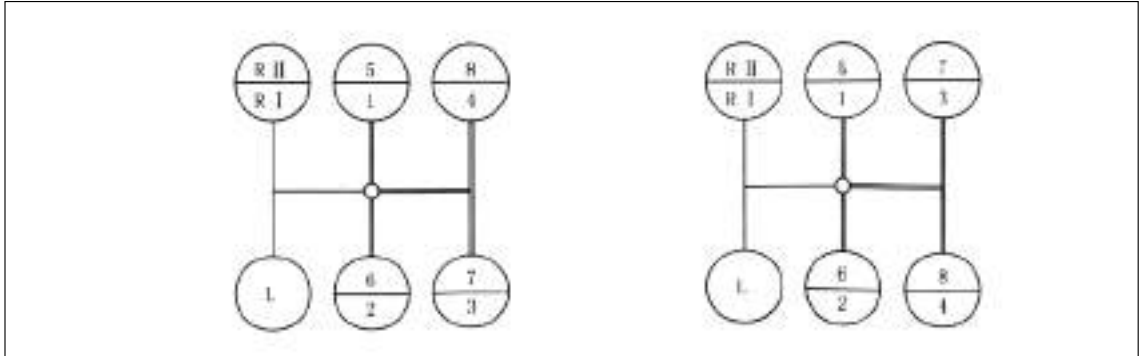 R Ⅱ 5 8 R Ⅱ 5 7
R Ⅰ 1 4 R Ⅰ 1 3
L 6 7 L 6 8
2 3 2 4